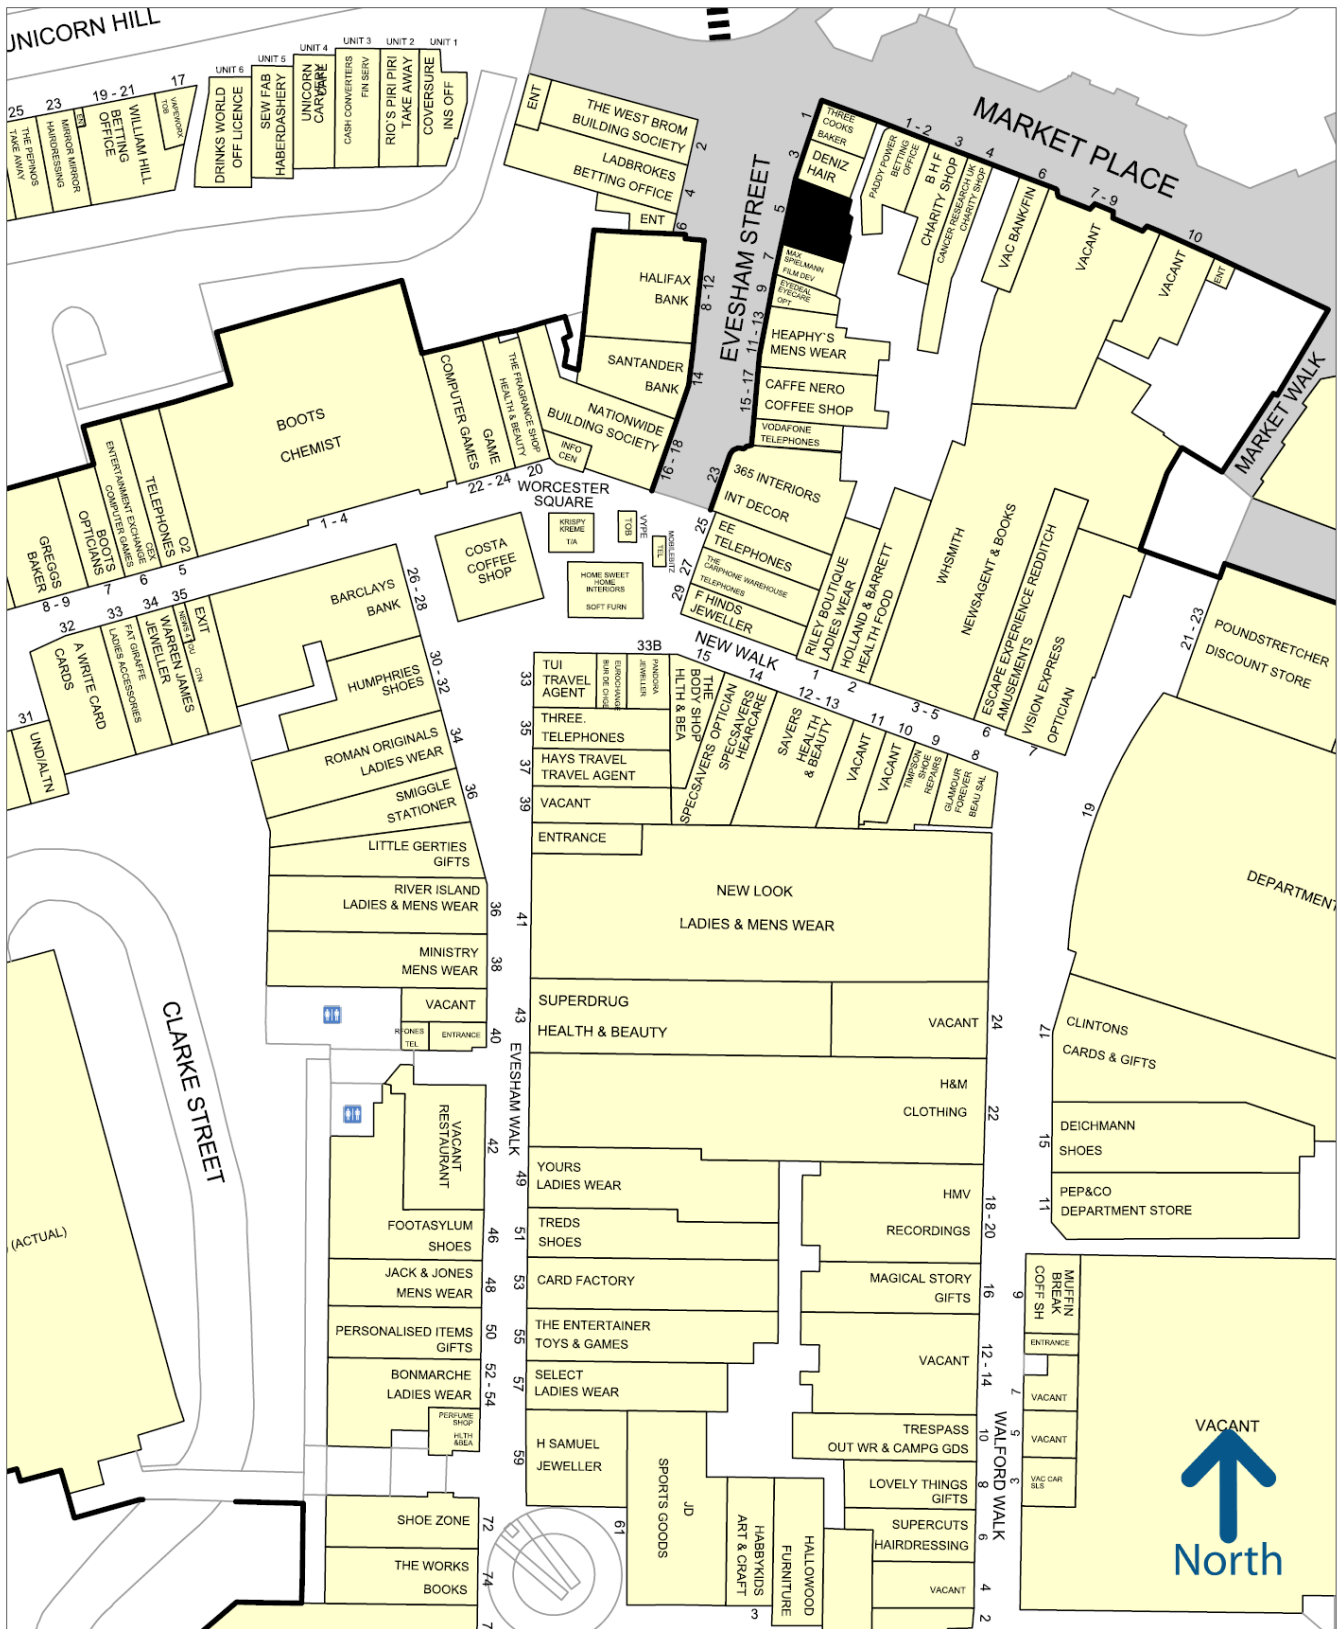 UNICORN HILL
25
THE PEPINOS
TAKE AWAY
23
MIRROR MIRROR
HAIRDRESSING
ENT
19 - 21
WILLIAM HILL
BETTING
OFFICE
17
VAPEWORX
TOB
UNIT 6
DRINKS WORLD
OFF LICENCE
UNIT 5
SEW FAB
HABERDASHERY
UNIT 4
UNICORN
CARVERY
CAFE
UNIT 3
CASH CONVERTERS
FIN SERV
UNIT 2
RIO'S PIRI PIRI
TAKE AWAY
UNIT 1
COVERSURE
INS OFF
ENT
THE WEST BROM
BUILDING SOCIETY
2
LADBROKES
BETTING OFFICE
4
ENT
6
HALIFAX
BANK
8 - 12
SANTANDER
BANK
14
NATIONWIDE
BUILDING SOCIETY
16 - 18
INFO
CEN
EVESHAM STREET
MARKET PLACE
1
THREE
COOKS
BAKER
3
DENIZ
HAIR
5
7
MAX
SPIELMANN
FILM DEV
9
EYEDEAL
EYECARE
OPT
11 - 13
HEAPHY`S
MENS WEAR
15 - 17
CAFFE NERO
COFFEE SHOP
VODAFONE
TELEPHONES
23
365 INTERIORS
INT DECOR
25
EE
TELEPHONES
27
THE
CARPHONE WAREHOUSE
TELEPHONES
29
F HINDS
JEWELLER
1 - 2
PADDY POWER
BETTING
OFFICE
3
B H F
CHARITY SHOP
4
CANCER RESEARCH UK
CHARITY SHOP
6
VAC BANK/FIN
7 - 9
VACANT
10
VACANT
ENT
MARKET WALK
BOOTS
CHEMIST
1 - 4
COMPUTER GAMES
GAME
22 - 24
THE FRAGRANCE SHOP
HEALTH & BEAUTY
20
WORCESTER
SQUARE
KRISPY
KREME
T/A
TOB
VYPE
TEL
MOBILEBITZ
COSTA
COFFEE
SHOP
HOME SWEET
HOME
INTERIORS
SOFT FURN
GREGGS
BAKER
8 - 9
BOOTS
OPTICIANS
7
ENTERTAINMENT EXCHANGE
COMPUTER GAMES
CEX
6
TELEPHONES
O2
5
BARCLAYS
BANK
26 - 28
HUMPHRIES
SHOES
30 - 32
ROMAN ORIGINALS
LADIES WEAR
34
SMIGGLE
STATIONER
36
LITTLE GERTIES
GIFTS
31
UND/ALTN
32
A WRITE CARD
CARDS
33
FAT GIRAFFE
LADIES ACCESSORIES
34
WARREN JAMES
JEWELLER
35
NEWS 4 YOU
CTN
EXIT
NEW WALK
RILEY BOUTIQUE
LADIES WEAR
1
HOLLAND & BARRETT
HEALTH FOOD
2
WHSMITH
NEWSAGENT & BOOKS
3 - 5
ESCAPE EXPERIENCE REDDITCH
AMUSEMENTS
6
VISION EXPRESS
OPTICIAN
7
33
TUI
TRAVEL
AGENT
EUROCHANGE
BUR DE CHGE
33B
PANDORA
JEWELLER
15
THE
BODY SHOP
HLTH & BEA
14
SPECSAVERS OPTICIAN
SPECSAVERS
HEARCARE
12 - 13
SAVERS
HEALTH
& BEAUTY
11
VACANT
10
VACANT
9
TIMPSON
SHOE
REPAIRS
8
GLAMOUR
FOREVER
BEAU SAL
35
THREE.
TELEPHONES
37
HAYS TRAVEL
TRAVEL AGENT
39
VACANT
ENTRANCE
41
NEW LOOK
LADIES & MENS WEAR
43
SUPERDRUG
HEALTH & BEAUTY
VACANT
24
H&M
CLOTHING
22
EVESHAM WALK
RIVER ISLAND
LADIES & MENS WEAR
36
MINISTRY
MENS WEAR
38
VACANT
TEL
ENTRANCE
40
VACANT
RESTAURANT
42
FOOTASYLUM
SHOES
46
JACK & JONES
MENS WEAR
48
PERSONALISED ITEMS
GIFTS
50
BONMARCHE
LADIES WEAR
52 - 54
PERFUME
SHOP
HLTH
&BEA
SHOE ZONE
72
THE WORKS
BOOKS
74
7
CLARKE STREET
(ACTUAL)
49
YOURS
LADIES WEAR
51
TREDS
SHOES
53
CARD FACTORY
55
THE ENTERTAINER
TOYS & GAMES
57
SELECT
LADIES WEAR
59
H SAMUEL
JEWELLER
61
JD
SPORTS GOODS
HABBYKIDS
ART & CRAFT
3
HALLOWOOD
FURNITURE
HMV
RECORDINGS
18 - 20
MAGICAL STORY
GIFTS
16
VACANT
12 - 14
TRESPASS
OUT WR & CAMPG GDS
10
LOVELY THINGS
GIFTS
8
SUPERCUTS
HAIRDRESSING
6
VACANT
4
2
WALFORD WALK
21 - 23
POUNDSTRETCHER
DISCOUNT STORE
19
DEPARTMENT
17
CLINTONS
CARDS & GIFTS
15
DEICHMANN
SHOES
11
PEP&CO
DEPARTMENT STORE
9
MUFFIN
BREAK
COFF SH
ENTRANCE
7
VACANT
5
VACANT
3
VAC CAR
SLS
VACANT
North